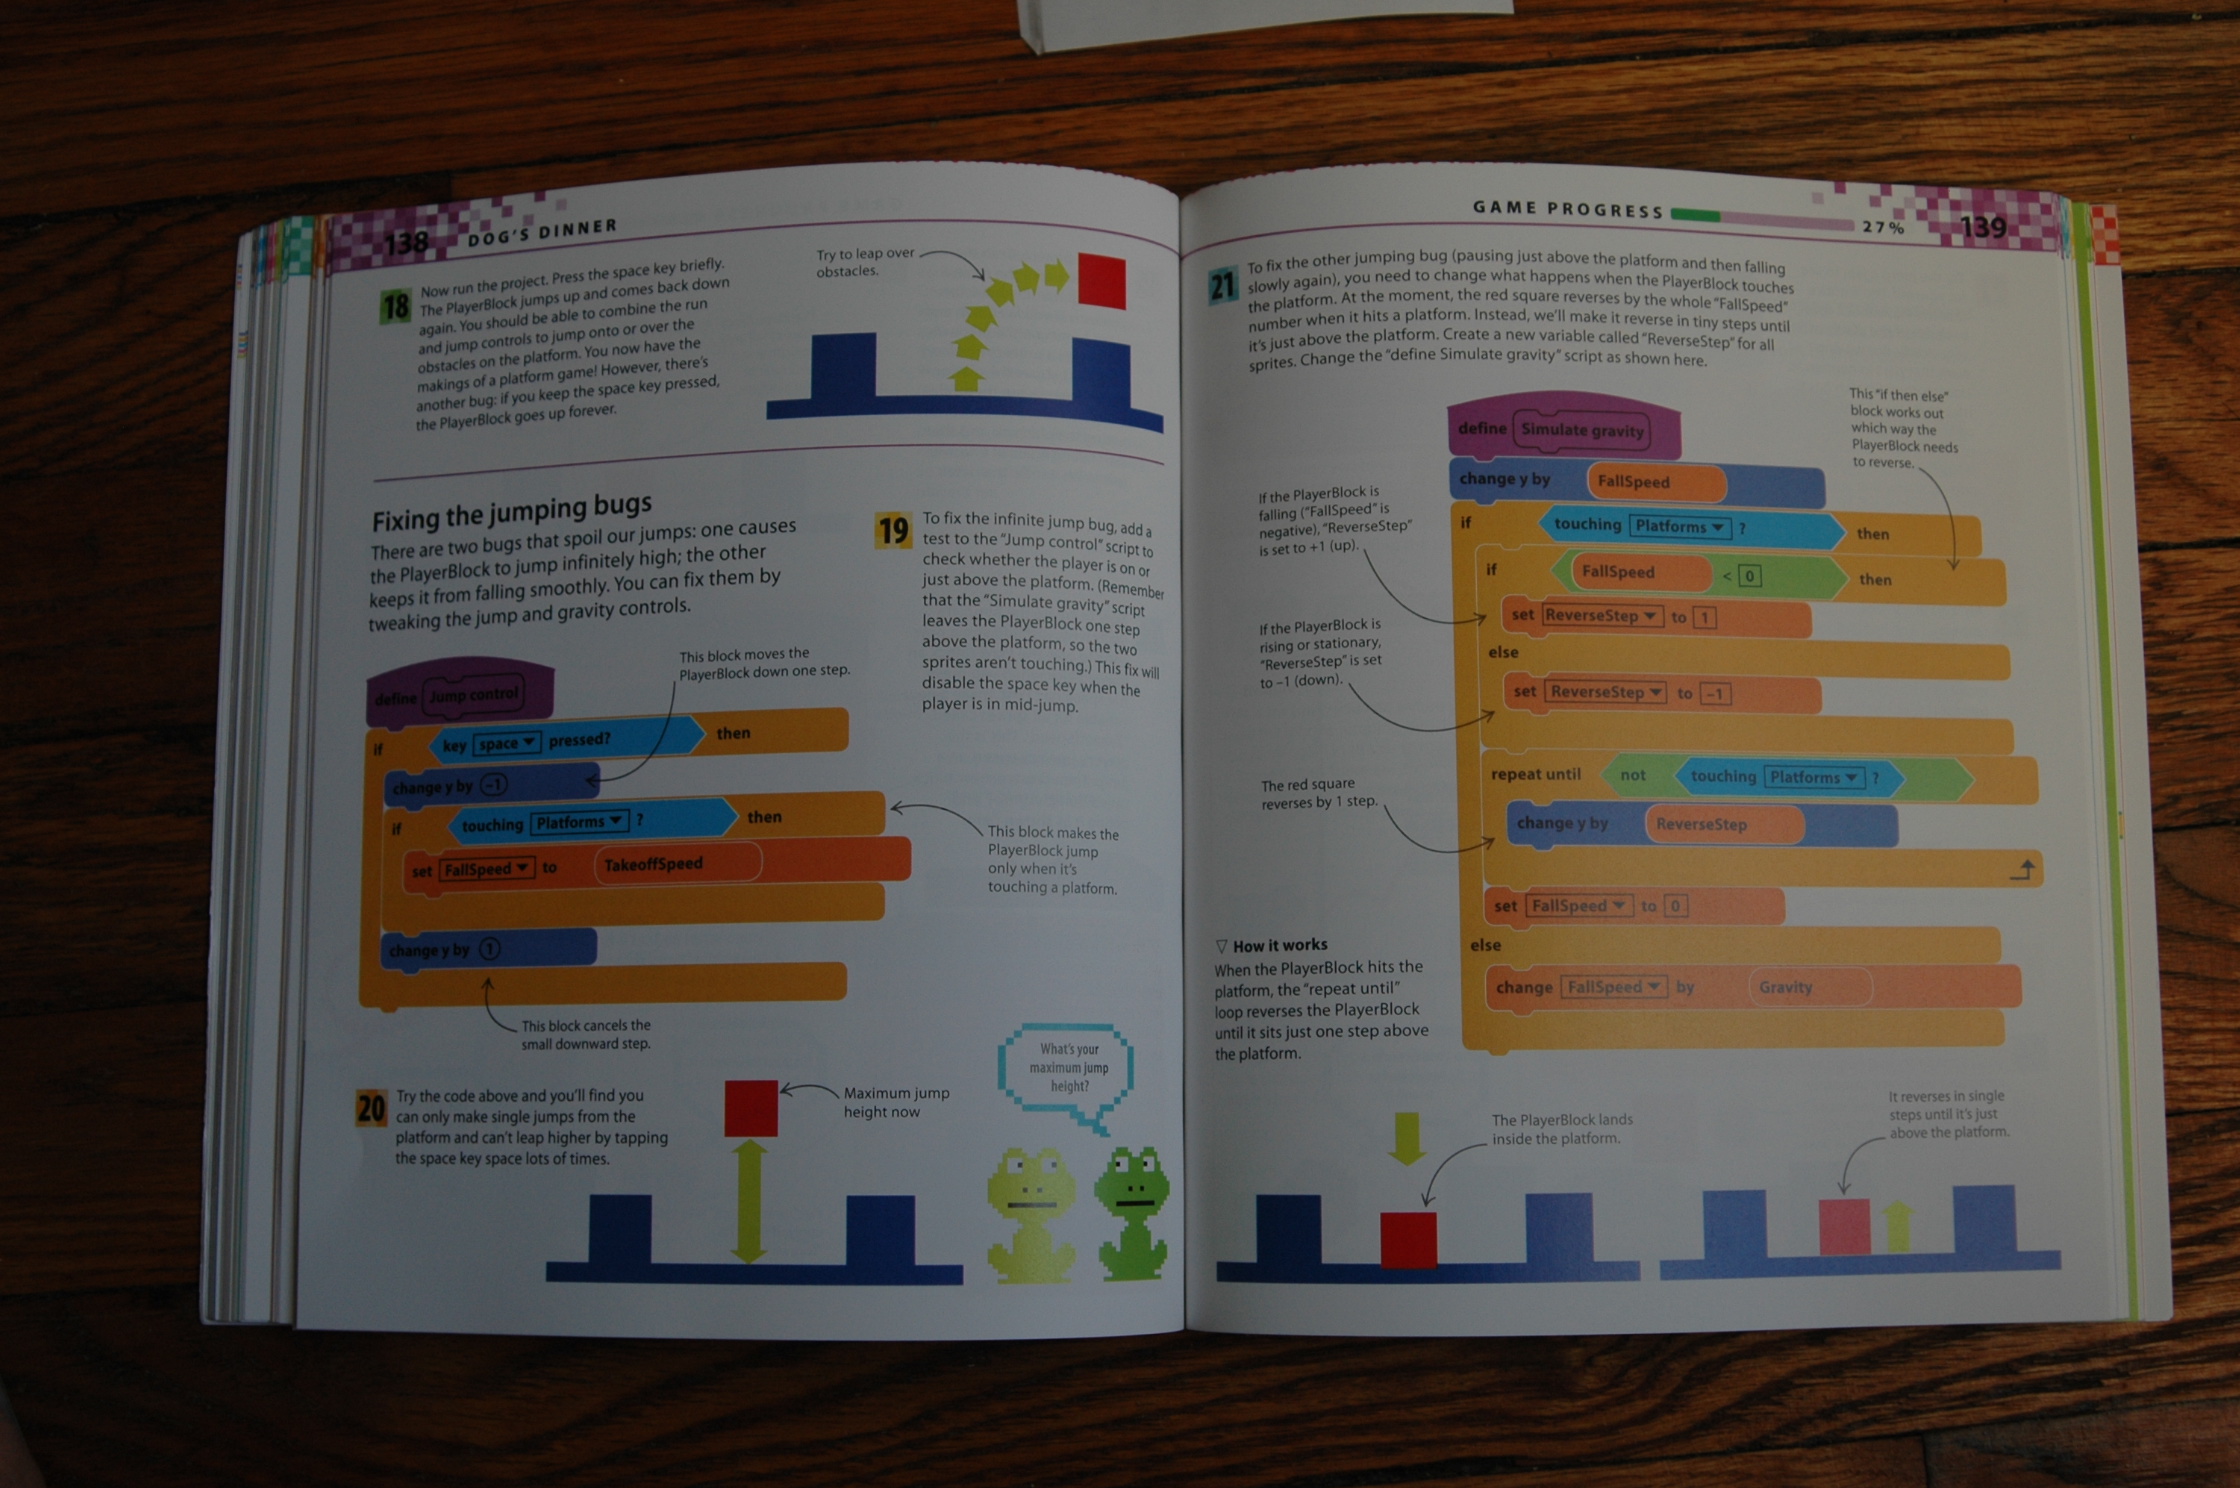 138 DOG'S DINNER
18
Now run the project. Press the space key briefly.
The PlayerBlock jumps up and comes back down
again. You should be able to combine the run
and jump controls to jump onto or over the
obstacles on the platform. You now have the
makings of a platform game! However, there's
another bug: if you keep the space key pressed,
the PlayerBlock goes up forever.
Try to leap over
obstacles.
Fixing the jumping bugs
There are two bugs that spoil our jumps: one causes
the PlayerBlock to jump infinitely high; the other
keeps it from falling smoothly. You can fix them by
tweaking the jump and gravity controls.
19
To fix the infinite jump bug, add a
test to the "Jump control" script to
check whether the player is on or
just above the platform. (Remember
that the "Simulate gravity" script
leaves the PlayerBlock one step
above the platform, so the two
sprites aren't touching.) This fix will
disable the space key when the
player is in mid-jump.
This block moves the
PlayerBlock down one step.
define Jump control
if key space ▼ pressed? then
change y by -1
if touching Platforms ▼ ? then
set FallSpeed ▼ to TakeoffSpeed
change y by 1
This block makes the
PlayerBlock jump
only when it's
touching a platform.
This block cancels the
small downward step.
20
Try the code above and you'll find you
can only make single jumps from the
platform and can't leap higher by tapping
the space key space lots of times.
Maximum jump
height now
What's your
maximum jump
height?
GAME PROGRESS 27% 139
21
To fix the other jumping bug (pausing just above the platform and then falling
slowly again), you need to change what happens when the PlayerBlock touches
the platform. At the moment, the red square reverses by the whole "FallSpeed"
number when it hits a platform. Instead, we'll make it reverse in tiny steps until
it's just above the platform. Create a new variable called "ReverseStep" for all
sprites. Change the "define Simulate gravity" script as shown here.
This "if then else"
block works out
which way the
PlayerBlock needs
to reverse.
If the PlayerBlock is
falling ("FallSpeed" is
negative), "ReverseStep"
is set to +1 (up).
If the PlayerBlock is
rising or stationary,
"ReverseStep" is set
to –1 (down).
The red square
reverses by 1 step.
define Simulate gravity
change y by FallSpeed
if touching Platforms ▼ ? then
if FallSpeed < 0 then
set ReverseStep ▼ to 1
else
set ReverseStep ▼ to -1
repeat until not touching Platforms ▼ ?
change y by ReverseStep
set FallSpeed ▼ to 0
else
change FallSpeed ▼ by Gravity
▽ How it works
When the PlayerBlock hits the
platform, the "repeat until"
loop reverses the PlayerBlock
until it sits just one step above
the platform.
The PlayerBlock lands
inside the platform.
It reverses in single
steps until it's just
above the platform.